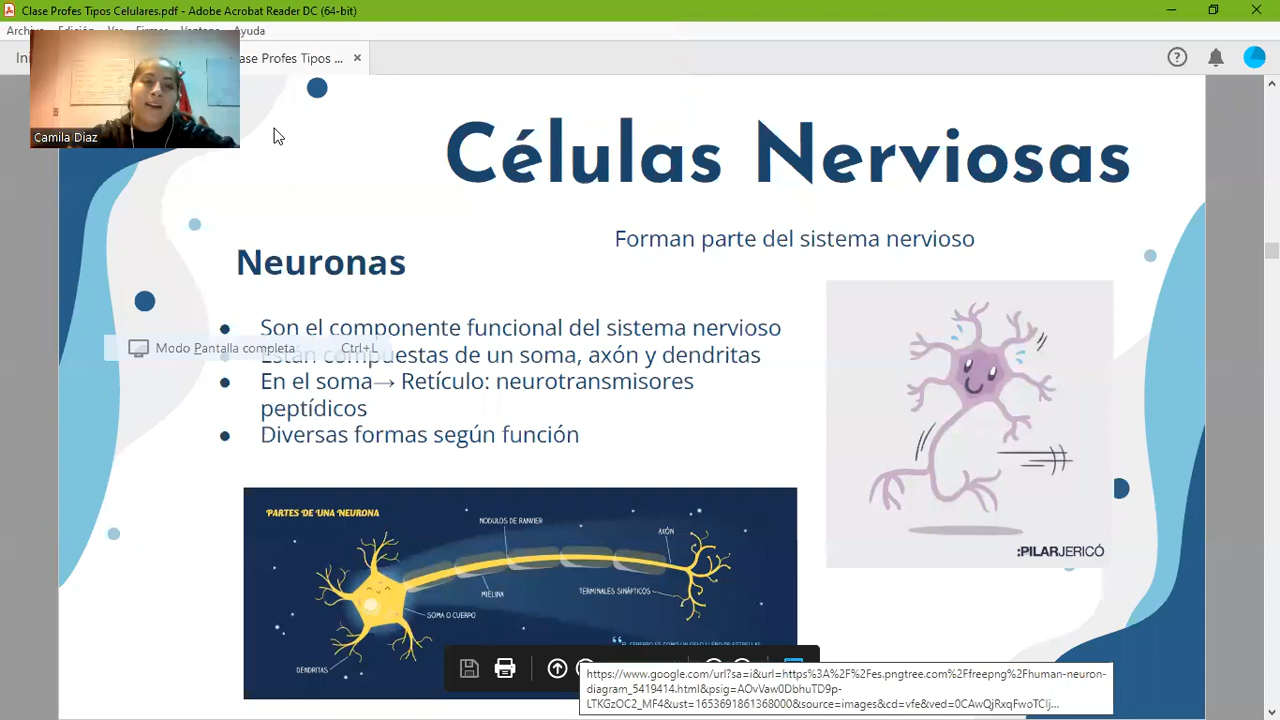 Clase Profes Tipos Celulares.pdf - Adobe Acrobat Reader DC (64-bit)
Ayuda
ase Profes Tipos ...
Camila Diaz
Células Nerviosas
Forman parte del sistema nervioso
Neuronas
Son el componente funcional del sistema nervioso
Modo Pantalla completa Ctrl+L
Están compuestas de un soma, axón y dendritas
En el soma→ Retículo: neurotransmisores
peptídicos
Diversas formas según función
PARTES DE UNA NEURONA
NÓDULOS DE RANVIER
AXÓN
MIELINA
TERMINALES SINÁPTICOS
SOMA O CUERPO
DENDRITAS
:PILARJERICÓ
https://www.google.com/url?sa=i&url=https%3A%2F%2Fes.pngtree.com%2Ffreepng%2Fhuman-neuron-
diagram_5419414.html&psig=AOvVaw0DbhuTD9p-
LTKGzOC2_MF4&ust=1653691861368000&source=images&cd=vfe&ved=0CAwQjRxqFwoTCIj...